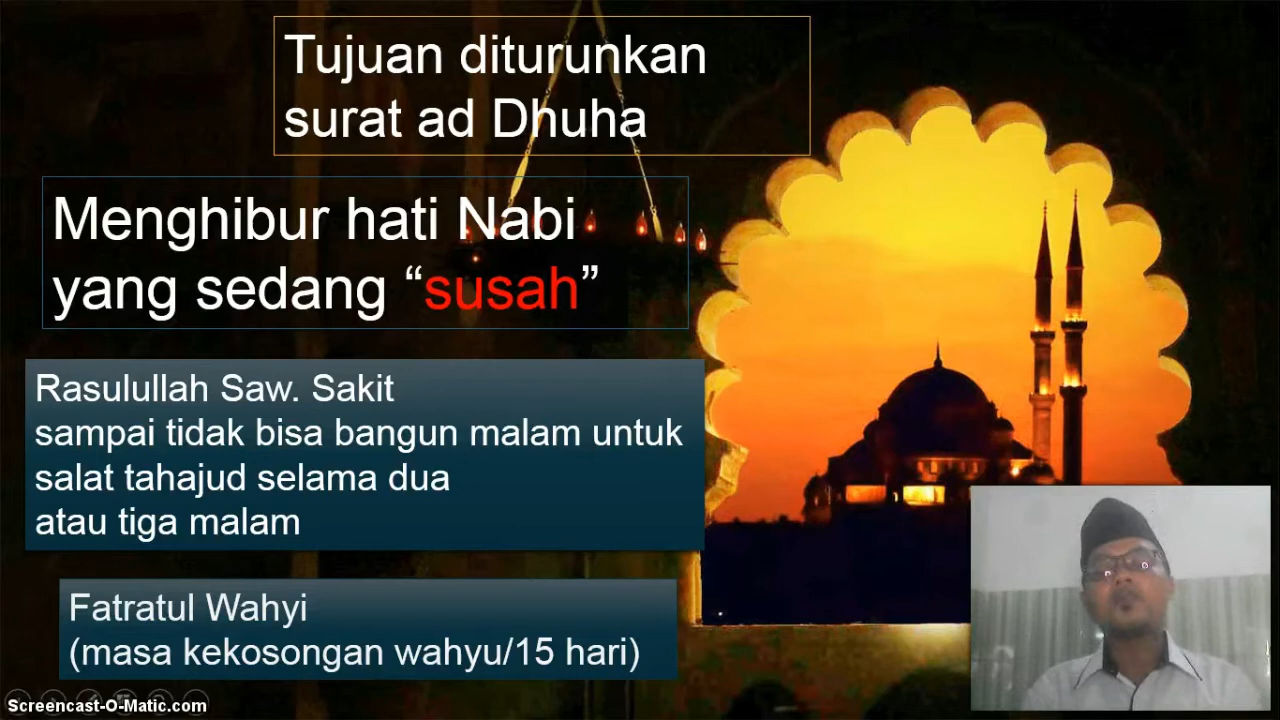 Tujuan diturunkan
surat ad Dhuha
Menghibur hati Nabi
yang sedang “susah”
Rasulullah Saw. Sakit
sampai tidak bisa bangun malam untuk
salat tahajud selama dua
atau tiga malam
Fatratul Wahyi
(masa kekosongan wahyu/15 hari)
Screencast-O-Matic.com